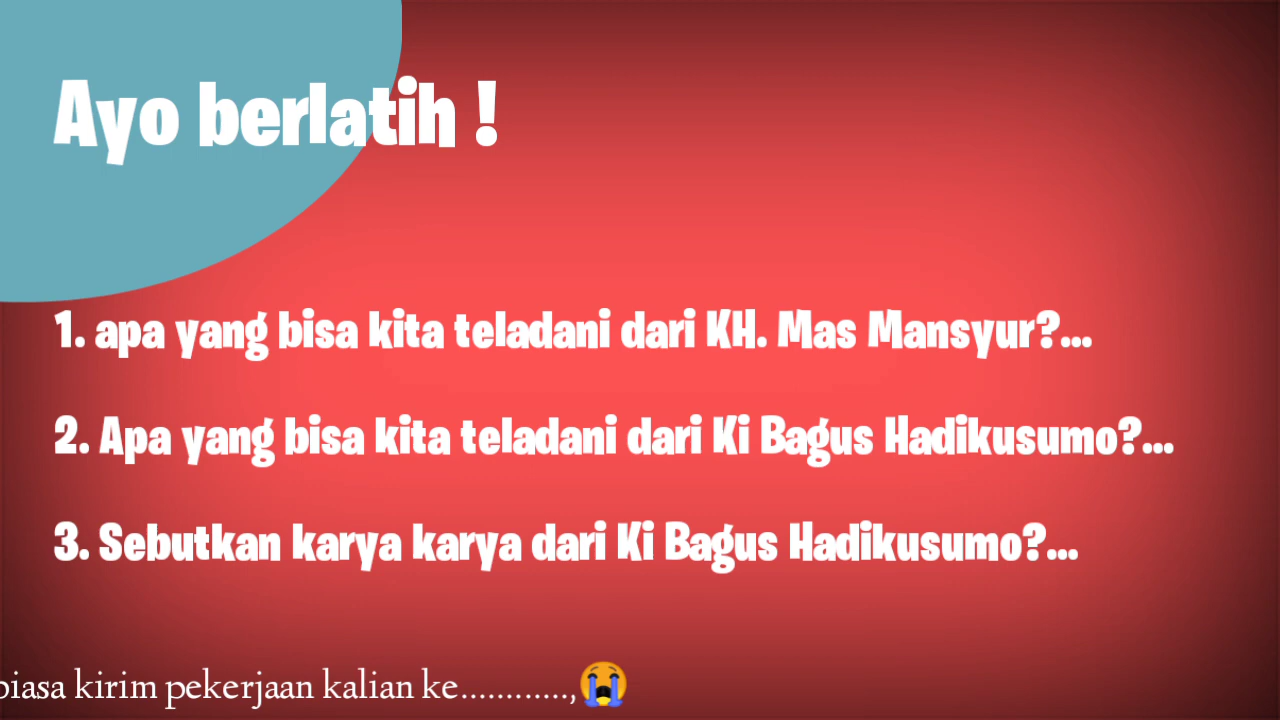 Ayo berlatih !
1. apa yang bisa kita teladani dari KH. Mas Mansyur?...
2. Apa yang bisa kita teladani dari Ki Bagus Hadikusumo?...
3. Sebutkan karya karya dari Ki Bagus Hadikusumo?...
biasa kirim pekerjaan kalian ke............,😭